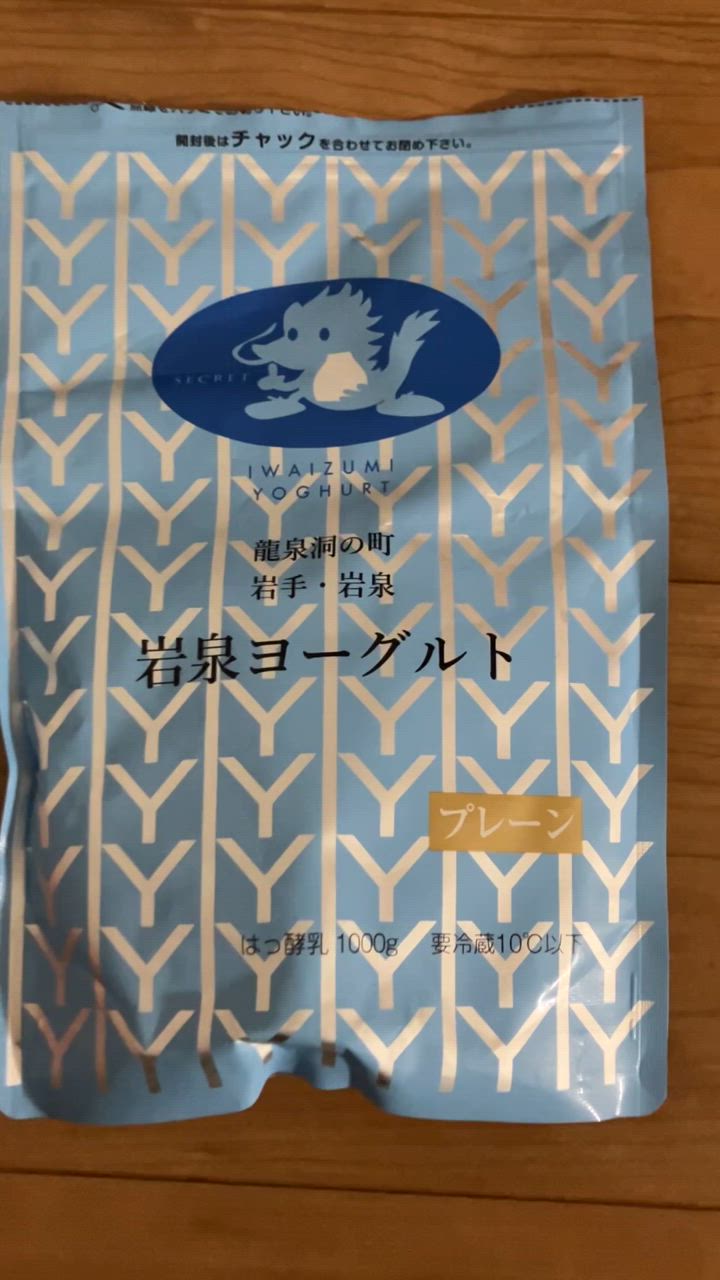 開封後はチャックを合わせてお閉め下さい。
SECRET
IWAIZUMI
YOGHURT
龍泉洞の町
岩手・岩泉
岩泉ヨーグルト
プレーン
はっ酵乳 1000g 要冷蔵10℃以下